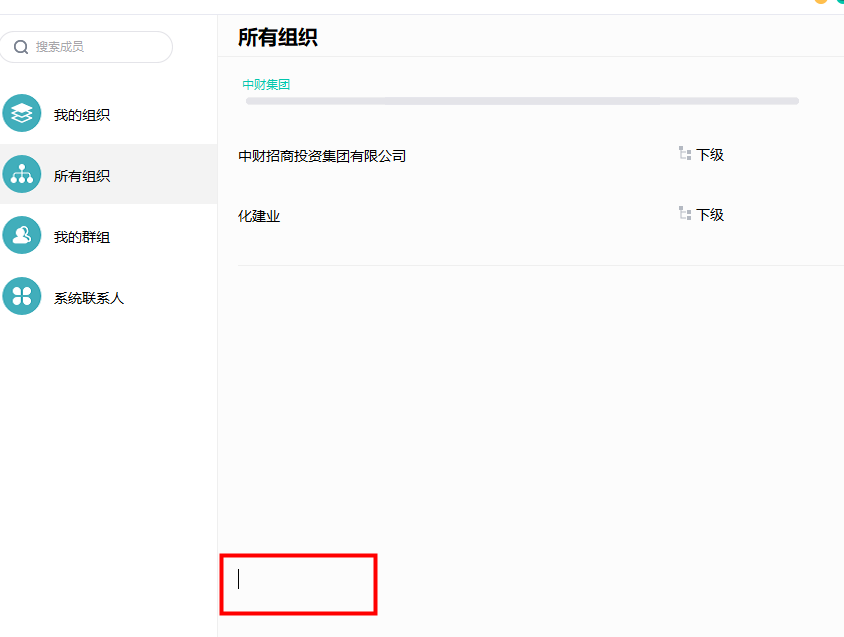 搜索成员
我的组织
所有组织
我的群组
系统联系人
所有组织
中财集团
中财招商投资集团有限公司 下级
化建业 下级